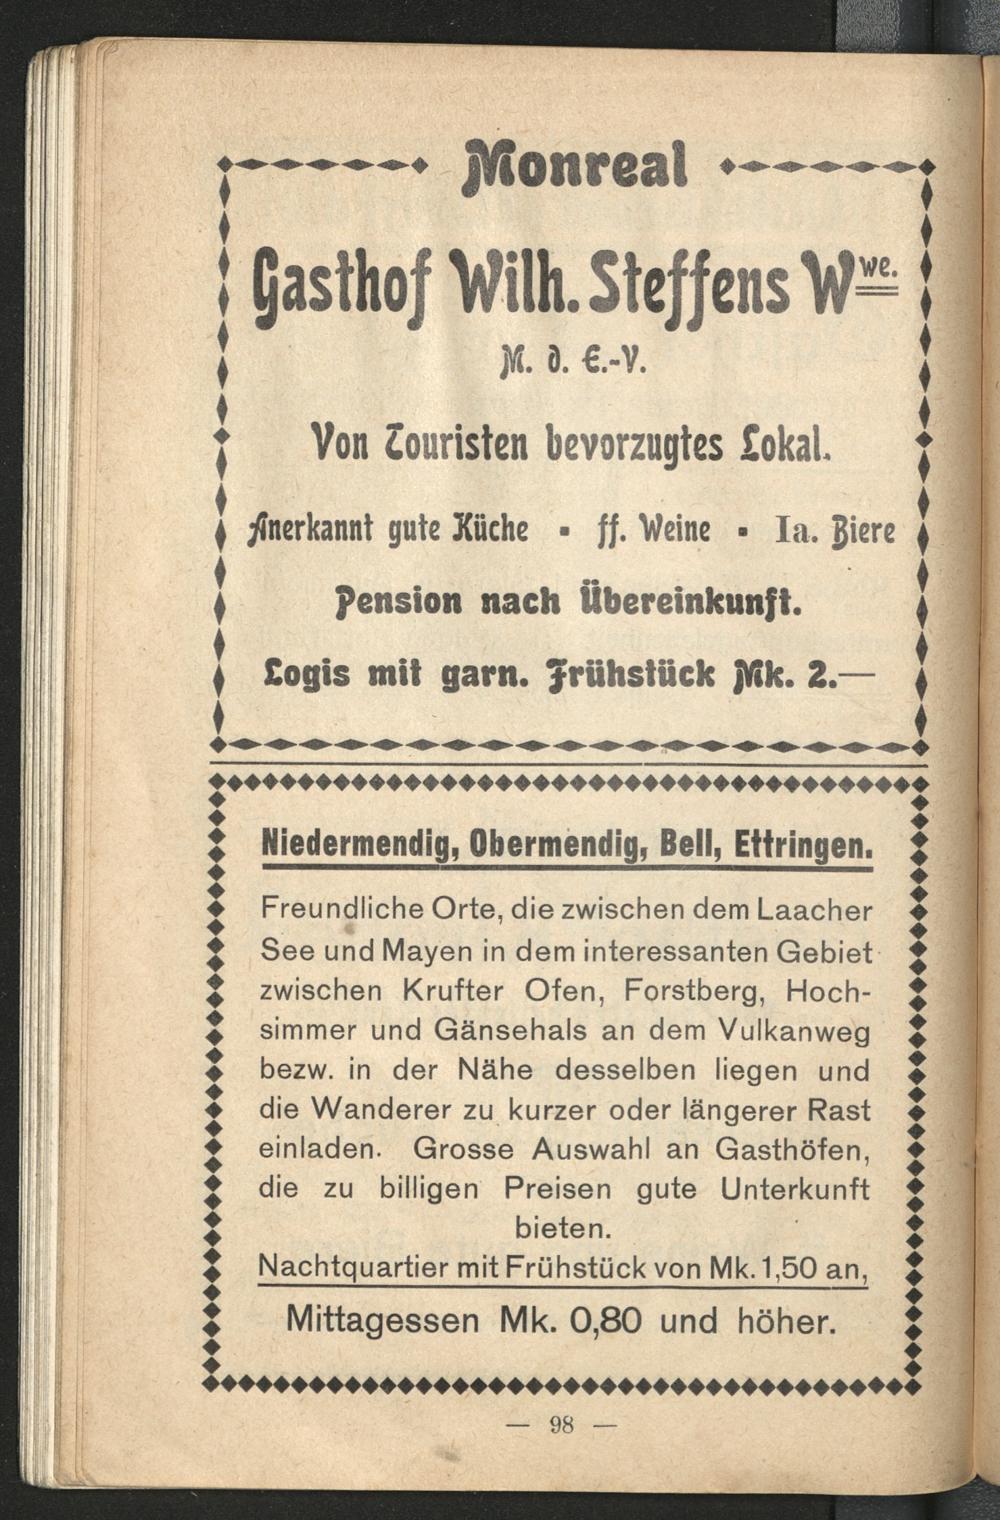 Monreal
Gasthof Wilh. Steffens Wwe.
M. d. E.-V.
Von Touristen bevorzugtes Lokal.
Anerkannt gute Küche ▪ ff. Weine ▪ Ia. Biere
Pension nach Übereinkunft.
Logis mit garn. Frühstück Mk. 2.—
Niedermendig, Obermendig, Bell, Ettringen.
Freundliche Orte, die zwischen dem Laacher
See und Mayen in dem interessanten Gebiet
zwischen Krufter Ofen, Forstberg, Hoch-
simmer und Gänsehals an dem Vulkanweg
bezw. in der Nähe desselben liegen und
die Wanderer zu kurzer oder längerer Rast
einladen. Grosse Auswahl an Gasthöfen,
die zu billigen Preisen gute Unterkunft
bieten.
Nachtquartier mit Frühstück von Mk. 1,50 an,
Mittagessen Mk. 0,80 und höher.
— 98 —